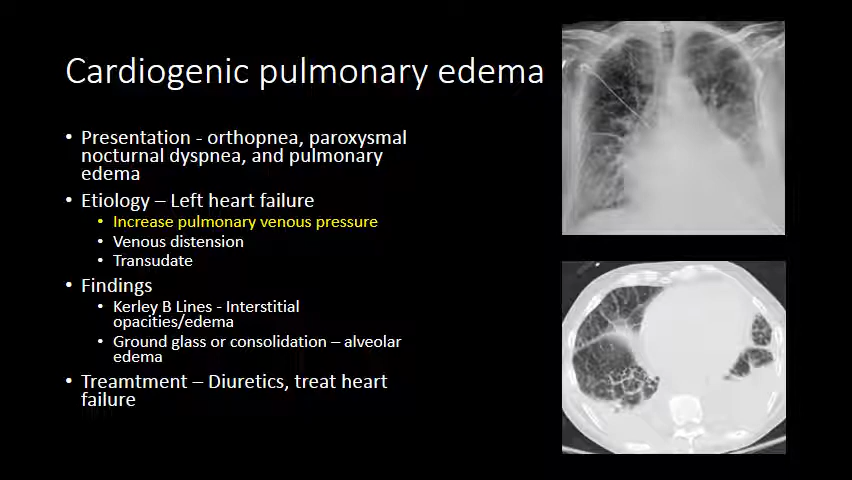 Cardiogenic pulmonary edema
• Presentation - orthopnea, paroxysmal
nocturnal dyspnea, and pulmonary
edema
• Etiology – Left heart failure
• Increase pulmonary venous pressure
• Venous distension
• Transudate
• Findings
• Kerley B Lines - Interstitial
opacities/edema
• Ground glass or consolidation – alveolar
edema
• Treamtment – Diuretics, treat heart
failure